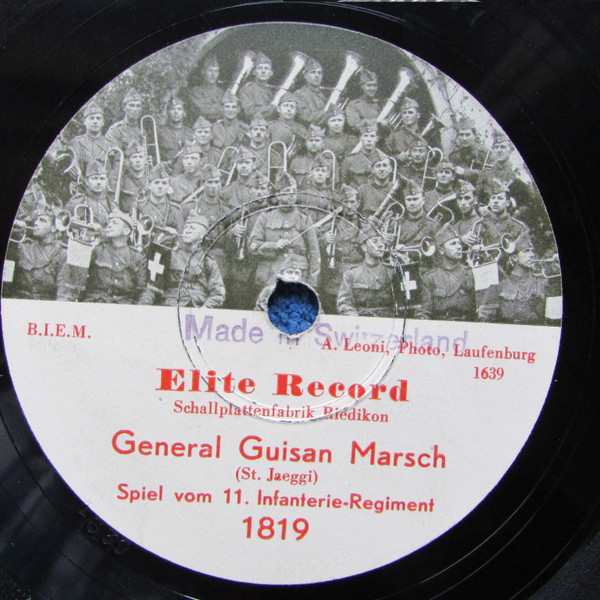 B.I.E.M.
Made in Switzerland
A. Leoni, Photo, Laufenburg
1639
Elite Record
Schallplattenfabrik Riedikon
General Guisan Marsch
(St. Jaeggi)
Spiel vom 11. Infanterie-Regiment
1819